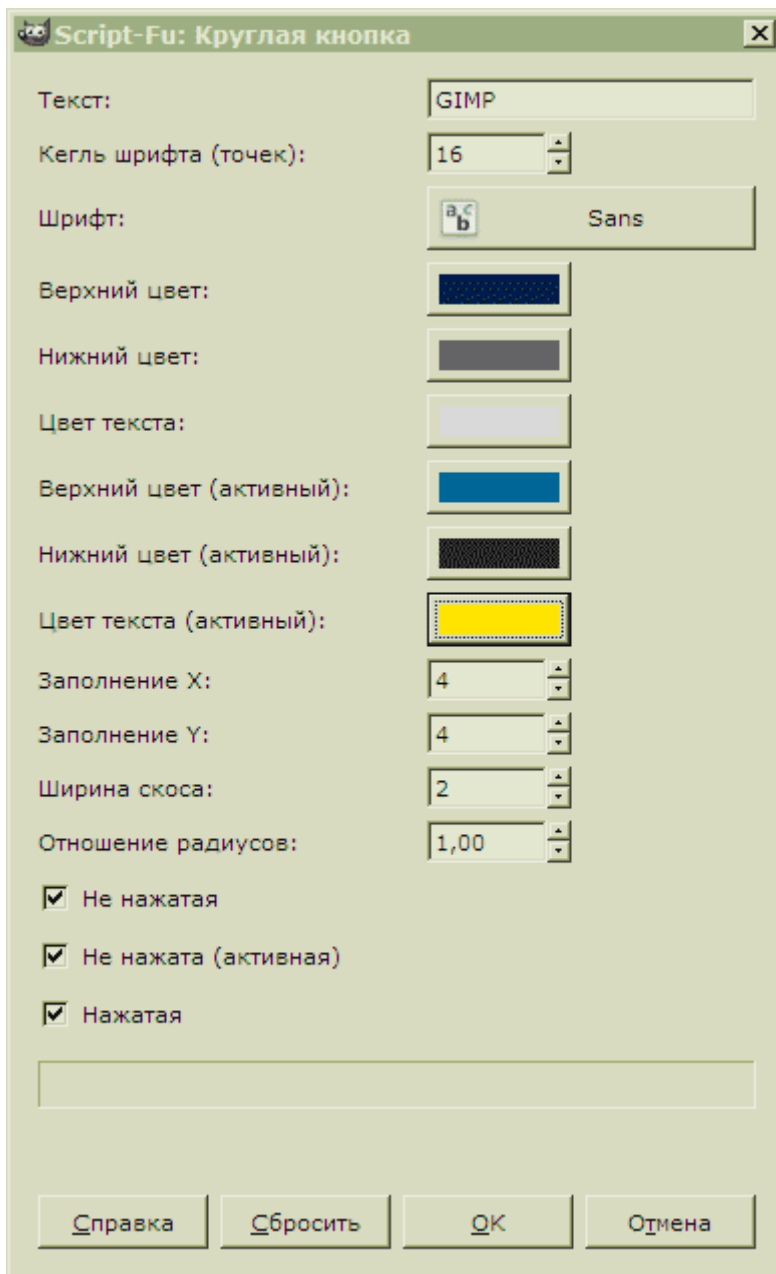 Script-Fu: Круглая кнопка
Текст: GIMP
Кегль шрифта (точек): 16
Шрифт: Sans
Верхний цвет:
Нижний цвет:
Цвет текста:
Верхний цвет (активный):
Нижний цвет (активный):
Цвет текста (активный):
Заполнение X: 4
Заполнение Y: 4
Ширина скоса: 2
Отношение радиусов: 1,00
Не нажатая
Не нажата (активная)
Нажатая
Справка Сбросить OK Отмена